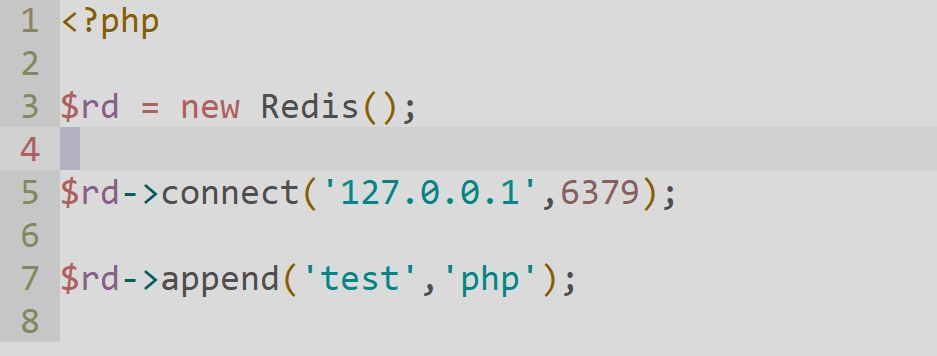 1 <?php
2
3 $rd = new Redis();
4
5 $rd->connect('127.0.0.1',6379);
6
7 $rd->append('test','php');
8